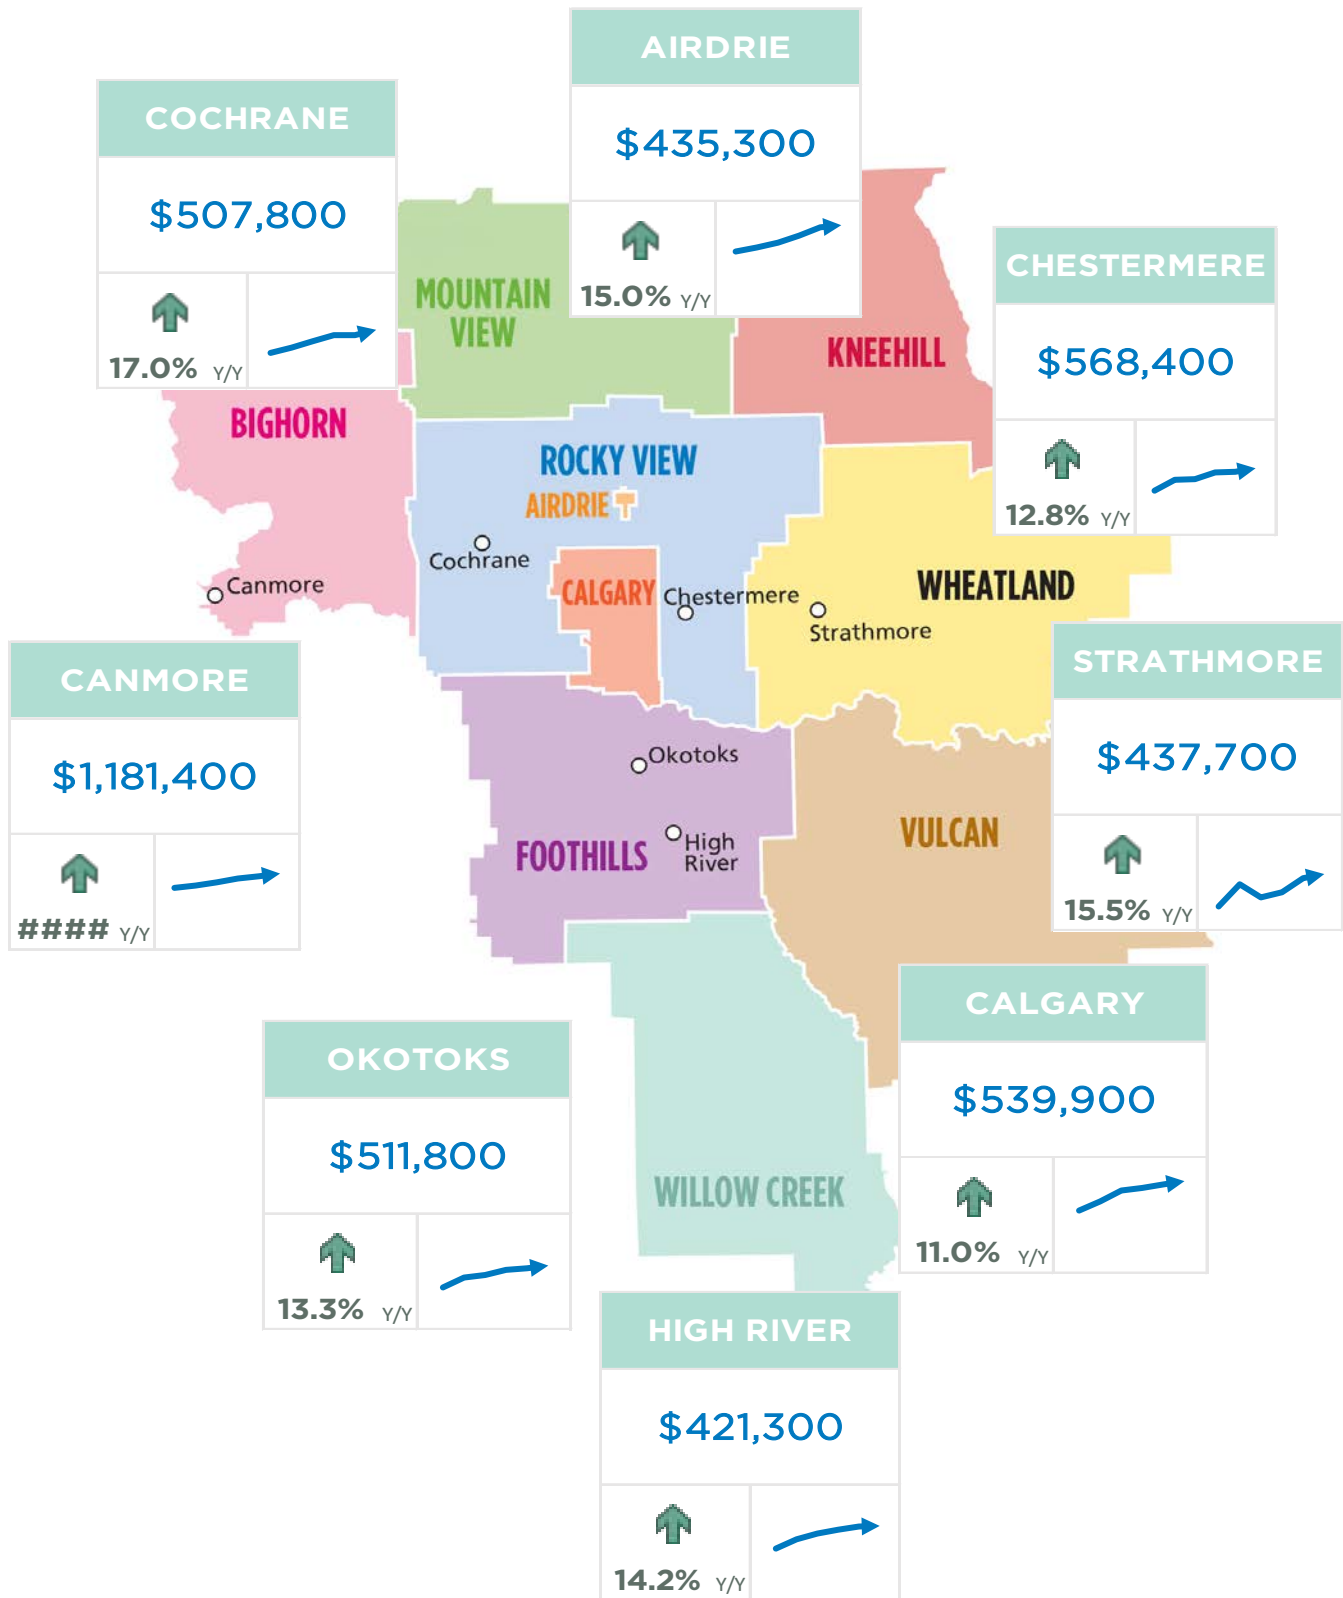 AIRDRIE
$435,300
15.0% Y/Y
COCHRANE
$507,800
17.0% Y/Y
CHESTERMERE
$568,400
12.8% Y/Y
MOUNTAIN
VIEW
KNEEHILL
BIGHORN
ROCKY VIEW
AIRDRIE
Cochrane
CALGARY
Chestermere
Canmore
WHEATLAND
Strathmore
CANMORE
$1,181,400
#### Y/Y
STRATHMORE
$437,700
15.5% Y/Y
Okotoks
High
River
FOOTHILLS
VULCAN
CALGARY
$539,900
11.0% Y/Y
OKOTOKS
$511,800
13.3% Y/Y
WILLOW CREEK
HIGH RIVER
$421,300
14.2% Y/Y